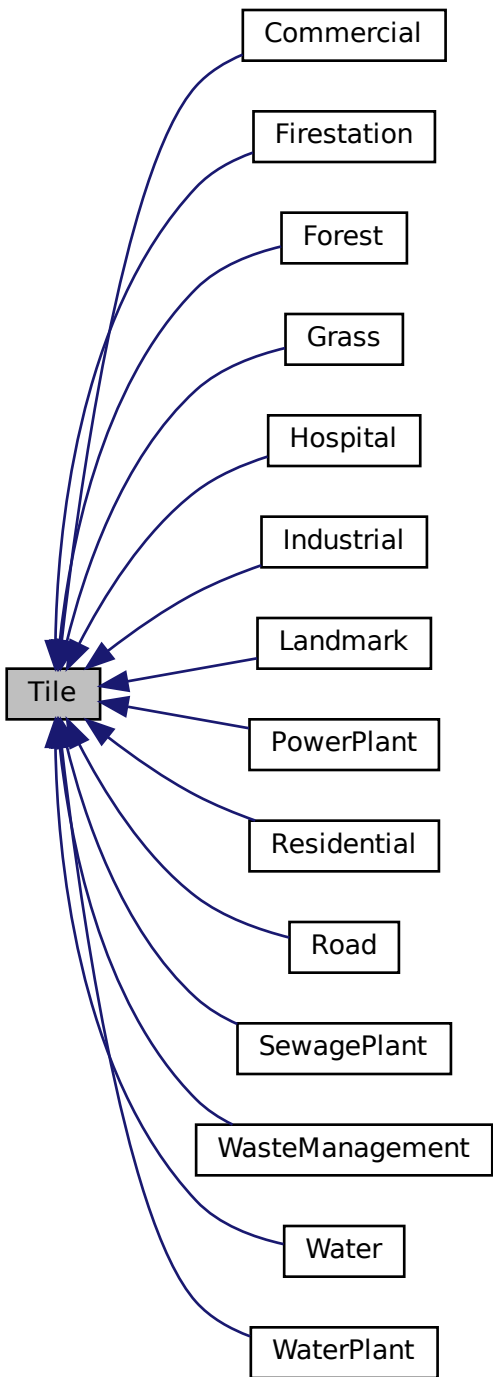 Commercial
Firestation
Forest
Grass
Hospital
Industrial
Landmark
Tile
PowerPlant
Residential
Road
SewagePlant
WasteManagement
Water
WaterPlant